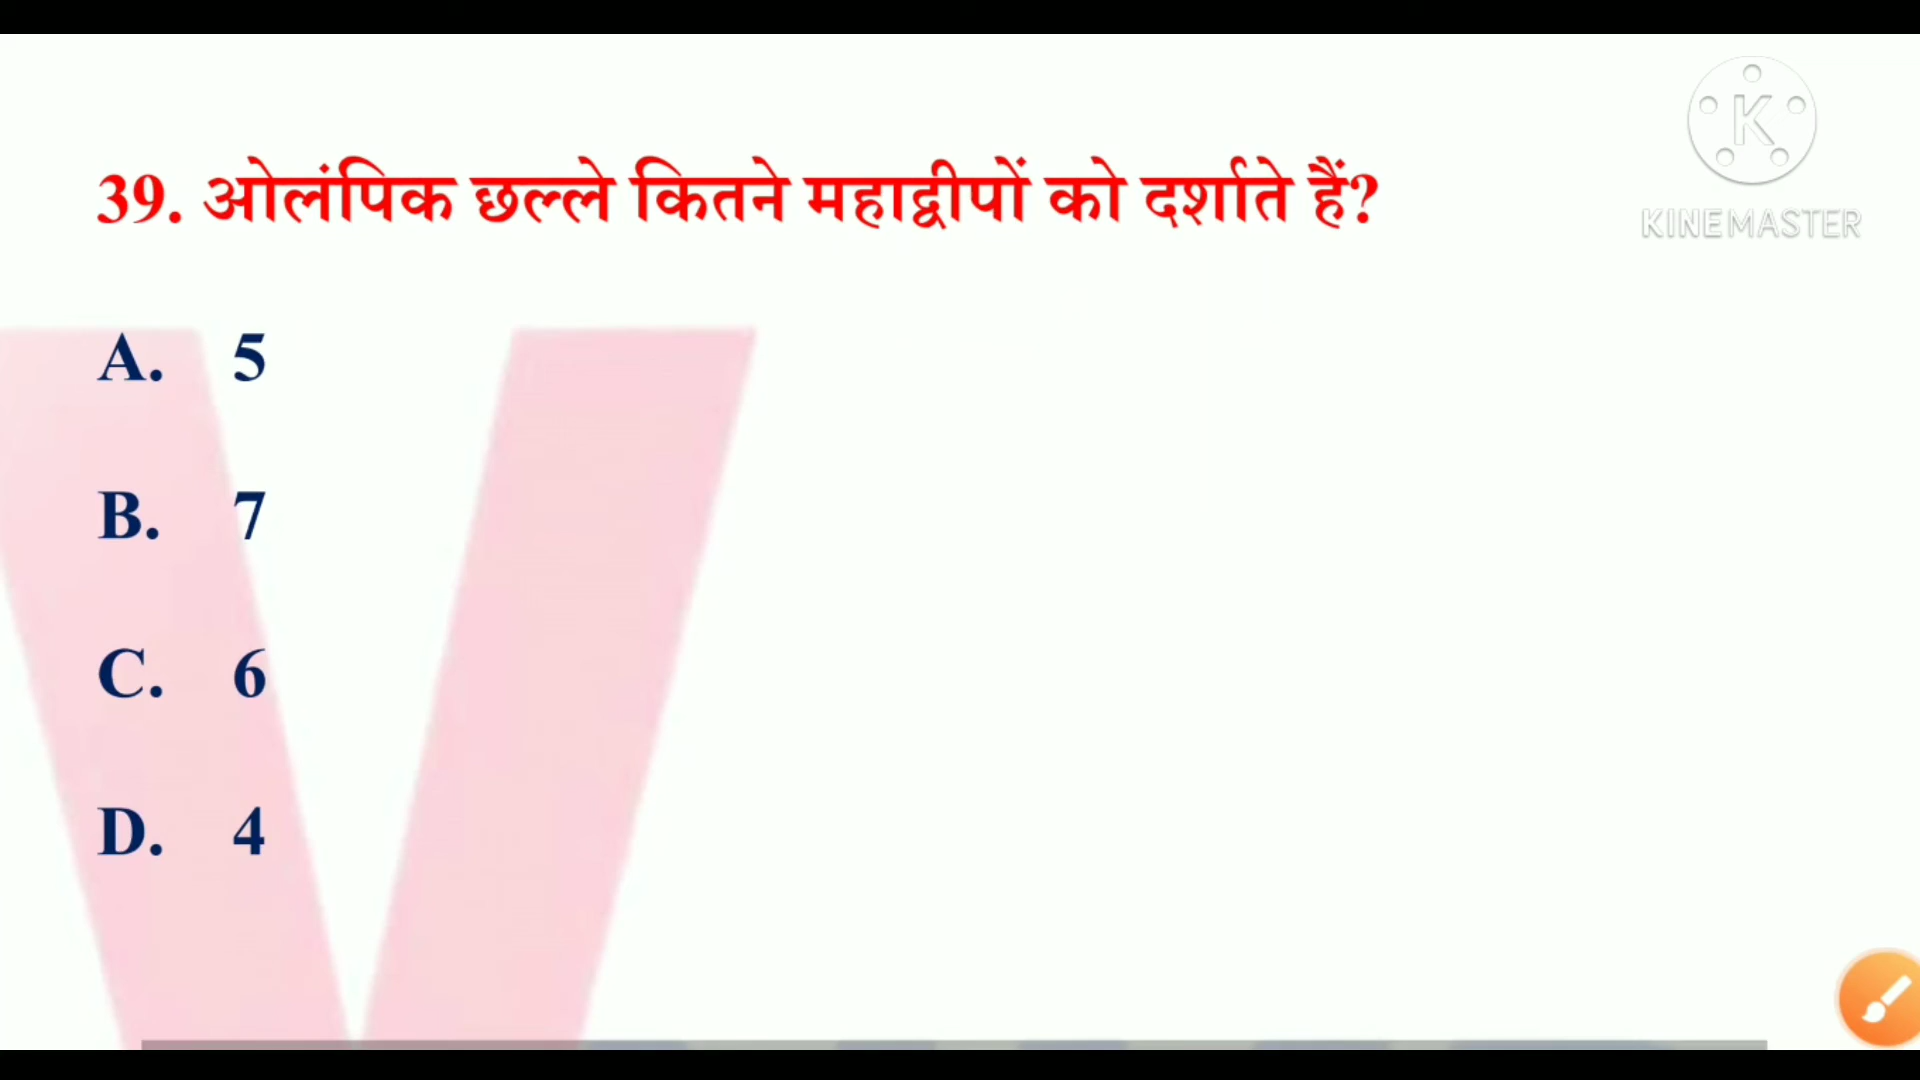 39. ओलंपिक छल्ले कितने महाद्वीपों को दर्शाते हैं?
K
KINEMASTER
A. 5
B. 7
C. 6
D. 4